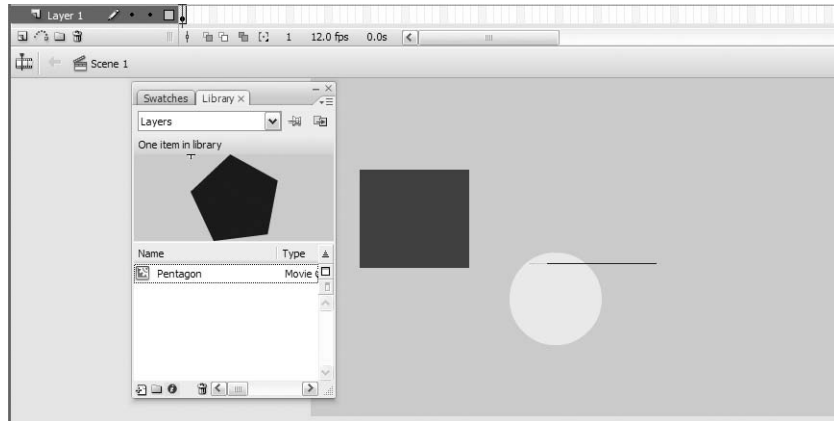 Layer 1
1 12.0 fps 0.0s
Scene 1
Swatches Library
Layers
One item in library
Name Type
Pentagon Movie